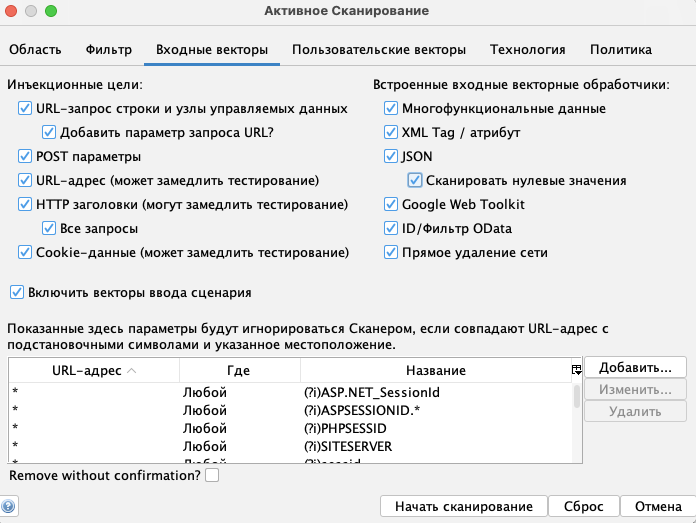 Активное Сканирование
Область Фильтр Входные векторы Пользовательские векторы Технология Политика
Инъекционные цели:
URL-запрос строки и узлы управляемых данных
Добавить параметр запроса URL?
POST параметры
URL-адрес (может замедлить тестирование)
HTTP заголовки (могут замедлить тестирование)
Все запросы
Cookie-данные (может замедлить тестирование)
Встроенные входные векторные обработчики:
Многофункциональные данные
XML Tag / атрибут
JSON
Сканировать нулевые значения
Google Web Toolkit
ID/Фильтр OData
Прямое удаление сети
Включить векторы ввода сценария
Показанные здесь параметры будут игнорироваться Сканером, если совпадают URL-адрес с
подстановочными символами и указанное местоположение.
URL-адрес Где Название
* Любой (?i)ASP.NET_SessionId
* Любой (?i)ASPSESSIONID.*
* Любой (?i)PHPSESSID
* Любой (?i)SITESERVER
* Любой (?i)sessid
Добавить...
Изменить...
Удалить
Remove without confirmation?
? Начать сканирование Сброс Отмена